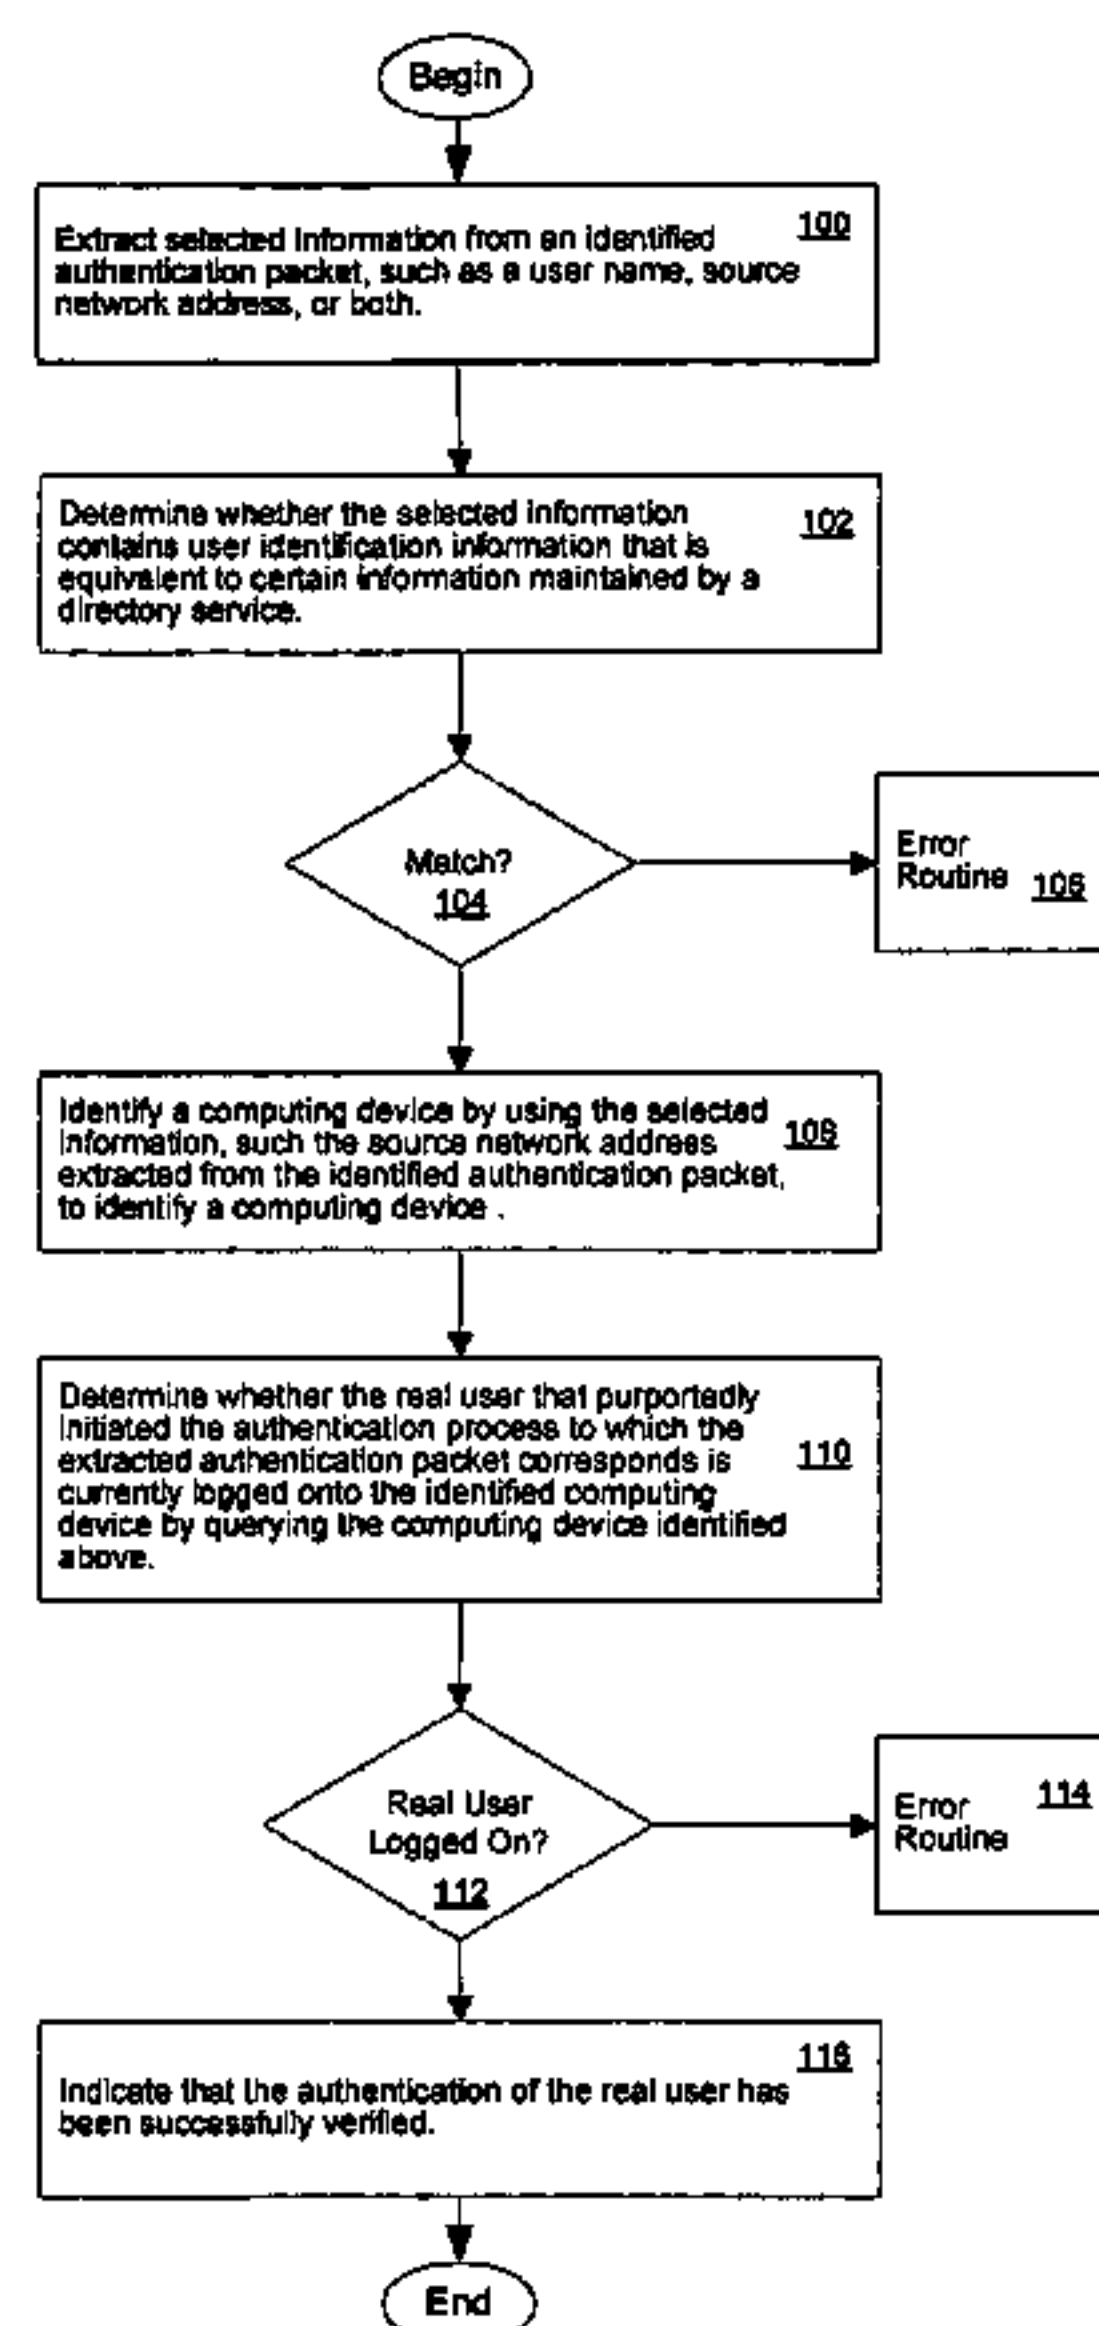 Begin
100
Extract selected information from an identified
authentication packet, such as a user name, source
network address, or both.
Determine whether the selected information
102
contains user identification information that is
equivalent to certain information maintained by a
directory service.
Match?
104
Error
Routine 106
Identify a computing device by using the selected
information, such the source network address
108
extracted from the identified authentication packet,
to identify a computing device .
Determine whether the real user that purportedly
initiated the authentication process to which the
extracted authentication packet corresponds is
110
currently logged onto the identified computing
device by querying the computing device identified
above.
Real User
Logged On?
112
114
Error
Routine
116
Indicate that the authentication of the real user has
been successfully verified.
End